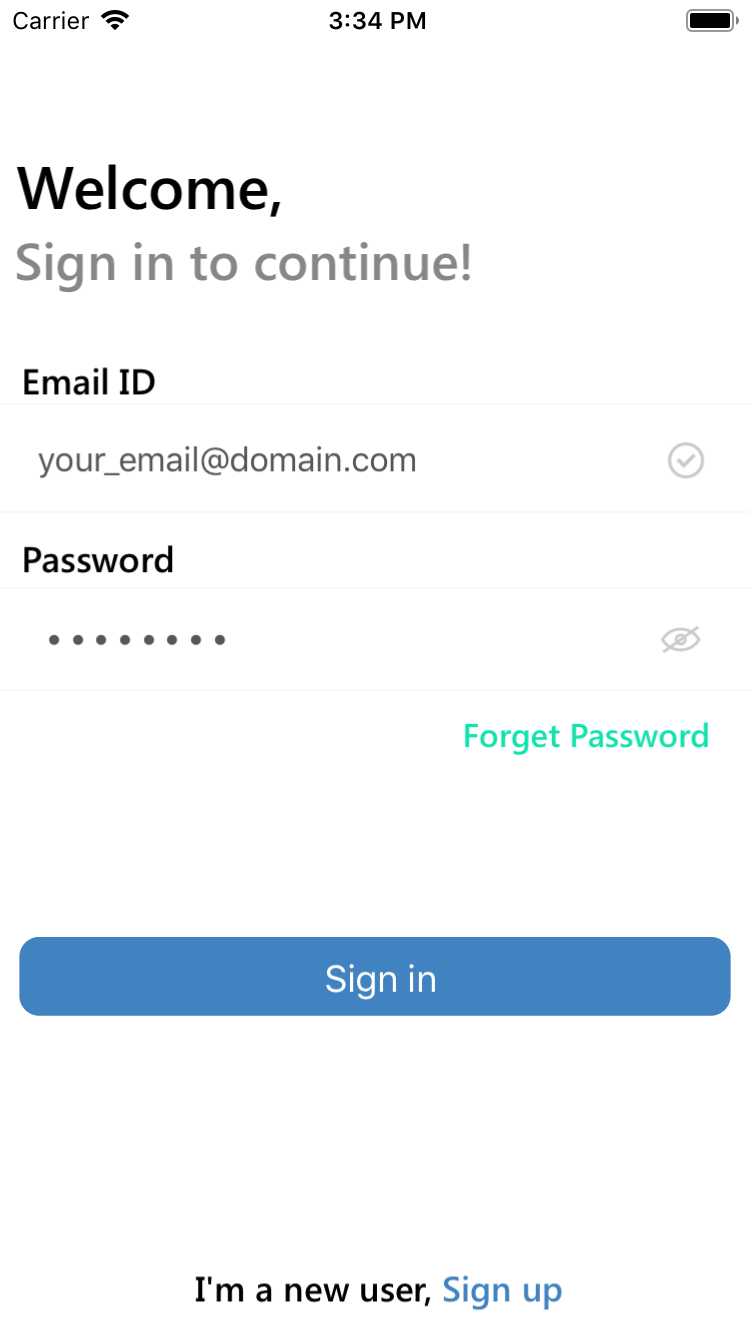 Carrier 3:34 PM
Welcome,
Sign in to continue!
Email ID
your_email@domain.com
Password
••••••••
Forget Password
Sign in
I'm a new user, Sign up